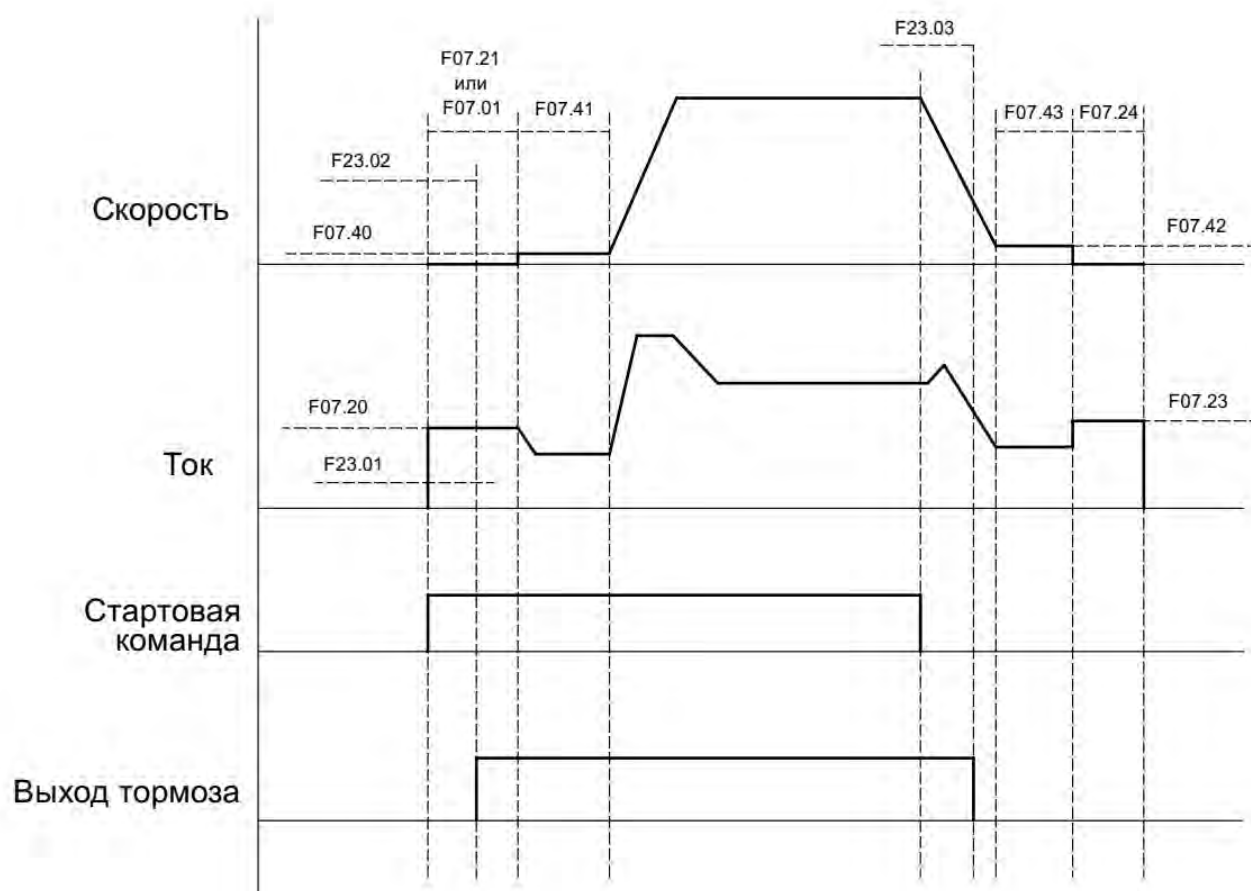 F23.03
F07.21
или
F07.01
F07.41
F07.43
F07.24
F23.02
Скорость
F07.40
F07.42
F07.20
F07.23
Ток
F23.01
Стартовая
команда
Выход тормоза